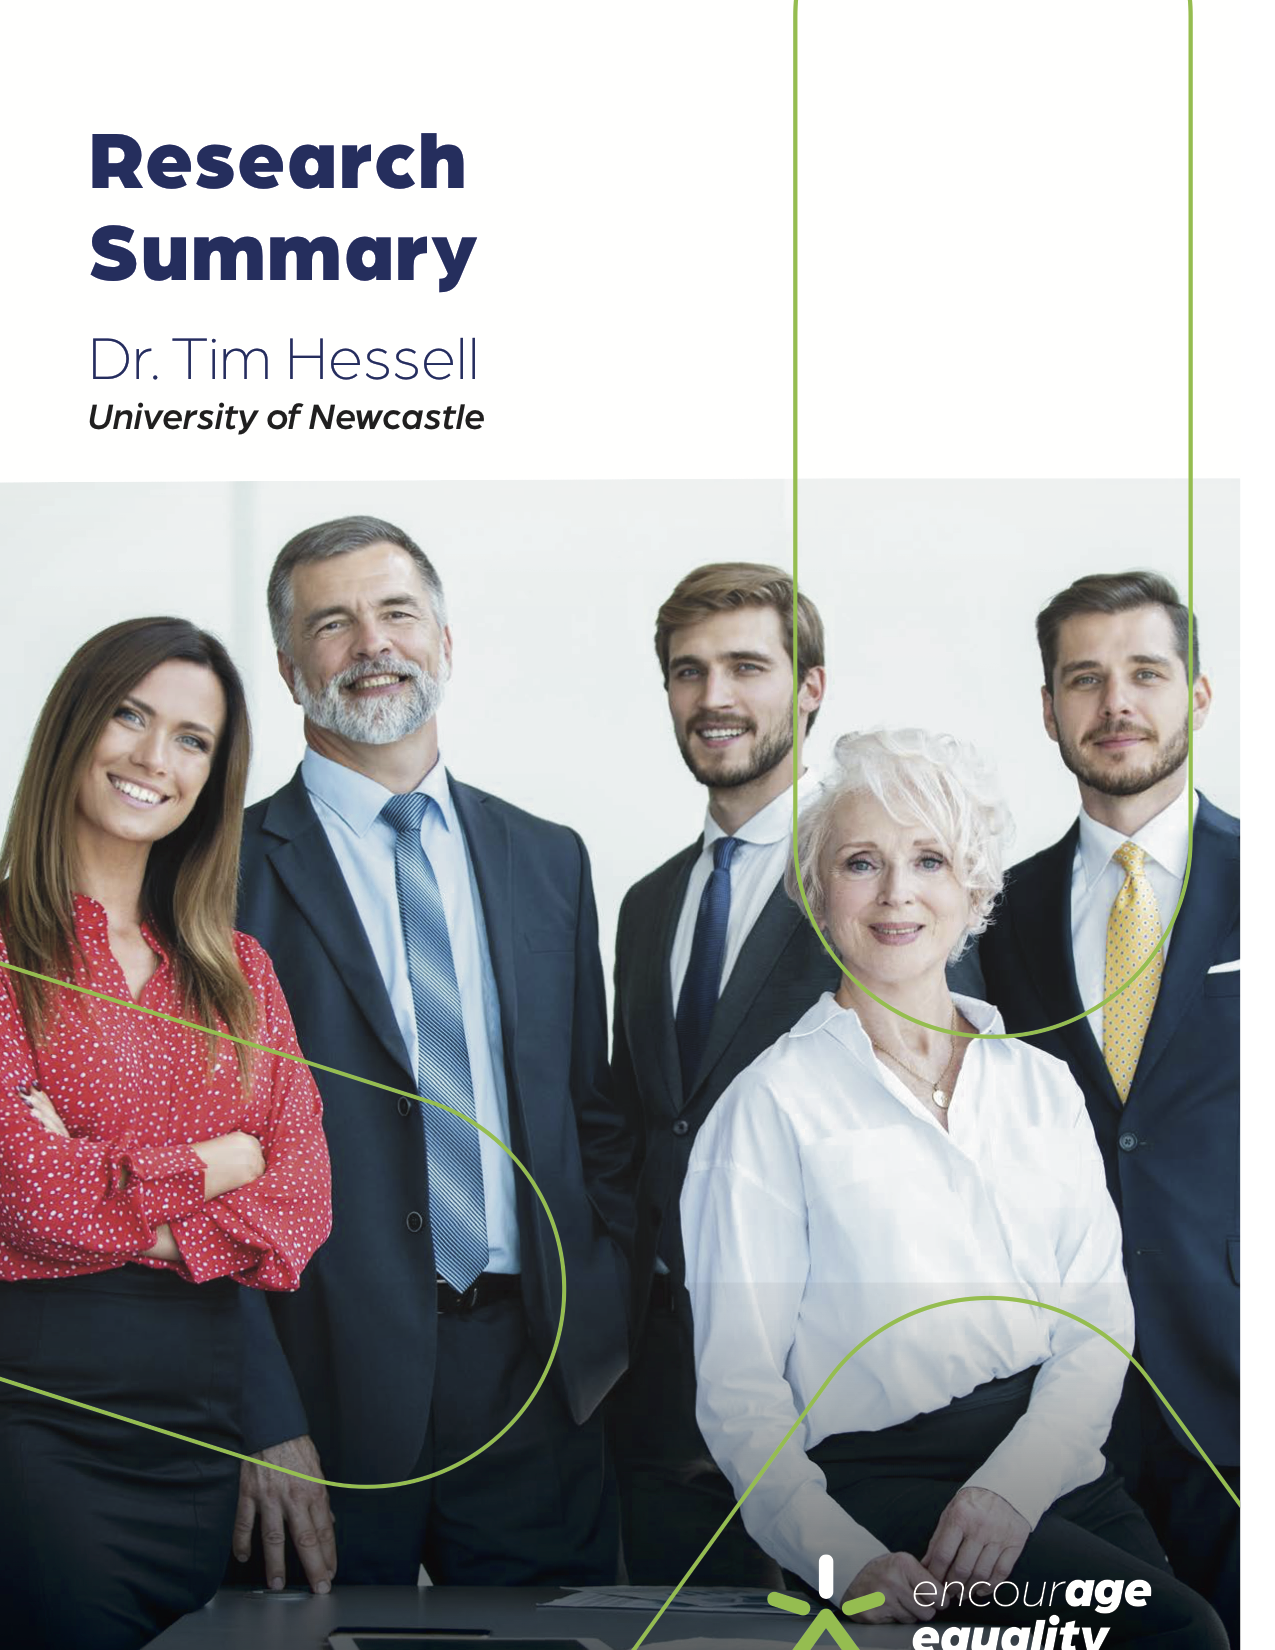 Research
Summary
Dr. Tim Hessell
University of Newcastle
encourage
equality